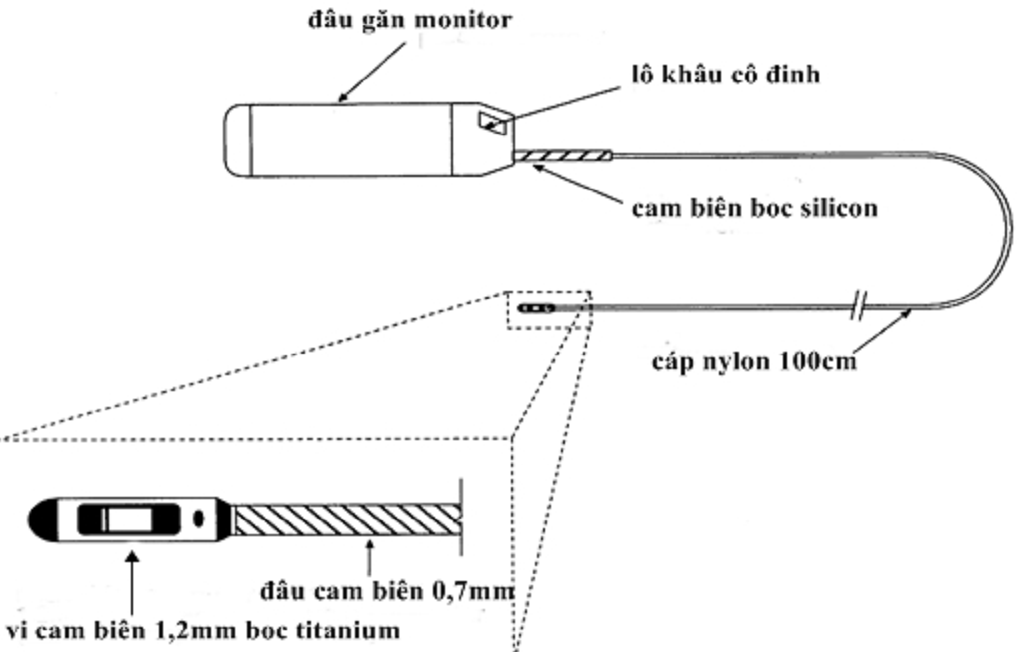 đâu găn monitor
lô khâu cô đinh
cam biên boc silicon
cáp nylon 100cm
đâu cam biên 0,7mm
vi cam biên 1,2mm boc titanium